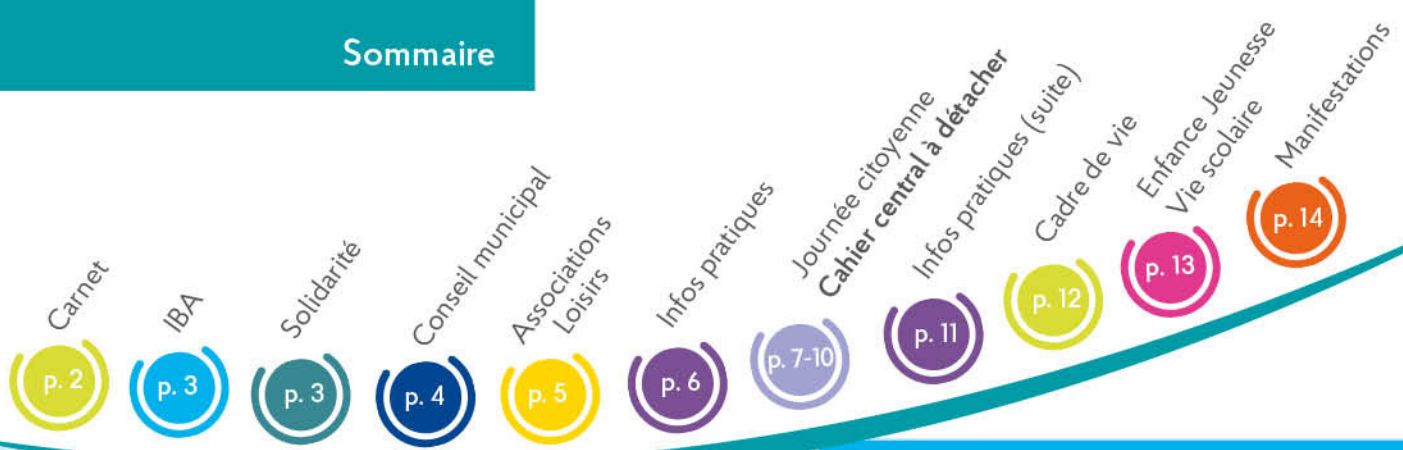 Sommaire
Carnet
p. 2
IBA
p. 3
Solidarité
p. 3
Conseil municipal
p. 4
Associations
Loisirs
p. 5
Infos pratiques
p. 6
Journée citoyenne
Cahier central à détacher
p. 7-10
Infos pratiques (suite)
p. 11
Cadre de vie
p. 12
Enfance Jeunesse
Vie scolaire
p. 13
Manifestations
p. 14